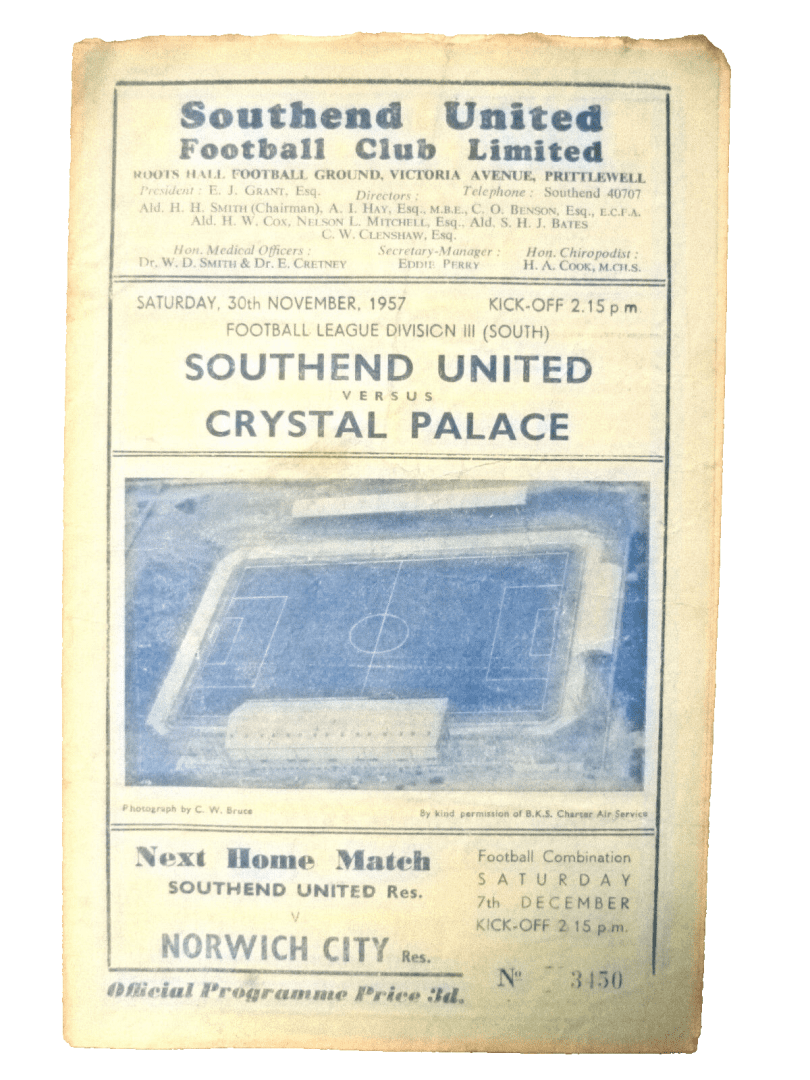 Southend United
Football Club Limited
ROOTS HALL FOOTBALL GROUND, VICTORIA AVENUE, PRITTLEWELL
President : E. J. GRANT, Esq. Directors : Telephone : Southend 40707
Ald. H. H. SMITH (Chairman), A. I. HAY, Esq., M.B.E., C. O. BENSON, Esq., E.C.F.A.
Ald. H. W. COX, NELSON L. MITCHELL, Esq., Ald. S. H. J. BATES
C. W. CLENSHAW, Esq.
Hon. Medical Officers : Secretary-Manager : Hon. Chiropodist :
Dr. W. D. SMITH & Dr. E. CRETNEY EDDIE PERRY H. A. COOK, M.CH.S.
SATURDAY, 30th NOVEMBER, 1957 KICK-OFF 2.15 p.m.
FOOTBALL LEAGUE DIVISION III (SOUTH)
SOUTHEND UNITED
VERSUS
CRYSTAL PALACE
Photograph by C. W. Bruce By kind permission of B.K.S. Charter Air Service
Next Home Match
SOUTHEND UNITED Res.
v
NORWICH CITY Res.
Football Combination
SATURDAY
7th DECEMBER
KICK-OFF 2.15 p.m.
Official Programme Price 3d.
Nº 3450